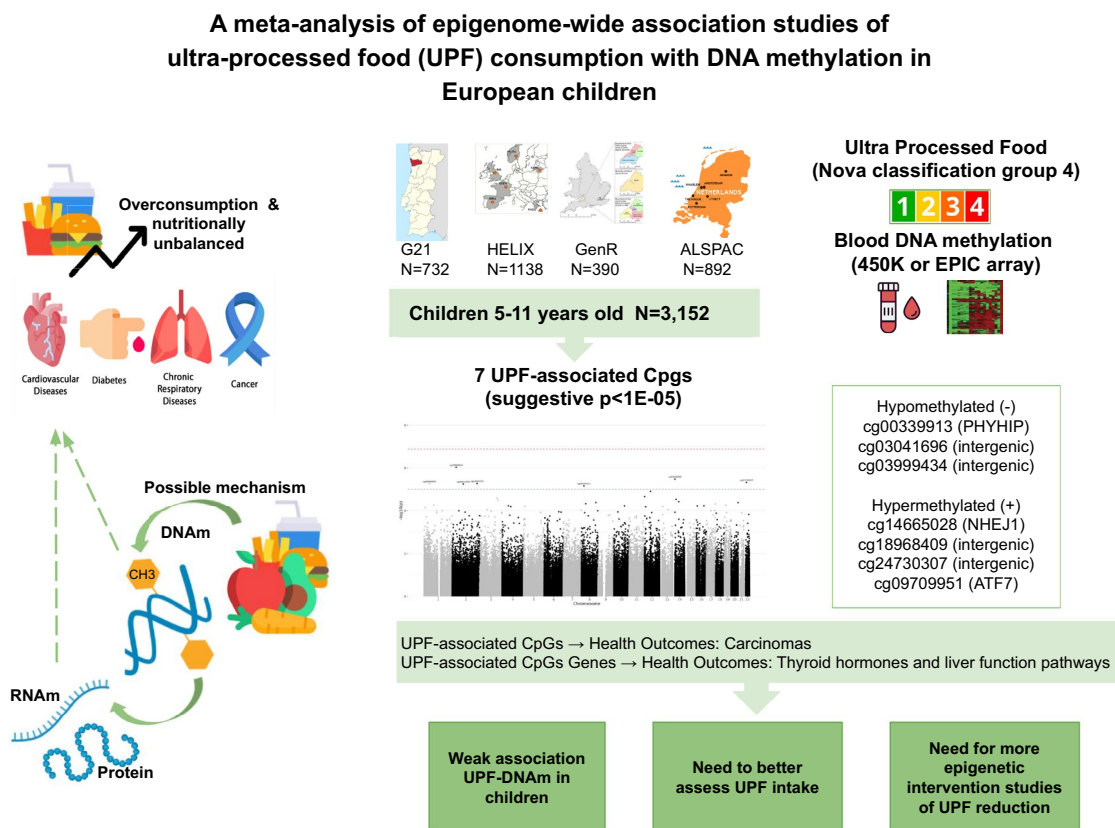 A meta-analysis of epigenome-wide association studies of
ultra-processed food (UPF) consumption with DNA methylation in
European children
Overconsumption &
nutritionally
unbalanced
Cardiovascular
Diseases
Diabetes
Chronic
Respiratory
Diseases
Cancer
Possible mechanism
DNAm
CH3
RNAm
Protein
NETHERLANDS
G21
N=732
HELIX
N=1138
GenR
N=390
ALSPAC
N=892
Children 5-11 years old N=3,152
7 UPF-associated Cpgs
(suggestive p<1E-05)
Chromosome
Ultra Processed Food
(Nova classification group 4)
1 2 3 4
Blood DNA methylation
(450K or EPIC array)
Hypomethylated (-)
cg00339913 (PHYHIP)
cg03041696 (intergenic)
cg03999434 (intergenic)
Hypermethylated (+)
cg14665028 (NHEJ1)
cg18968409 (intergenic)
cg24730307 (intergenic)
cg09709951 (ATF7)
UPF-associated CpGs → Health Outcomes: Carcinomas
UPF-associated CpGs Genes → Health Outcomes: Thyroid hormones and liver function pathways
Weak association
UPF-DNAm in
children
Need to better
assess UPF intake
Need for more
epigenetic
intervention studies
of UPF reduction